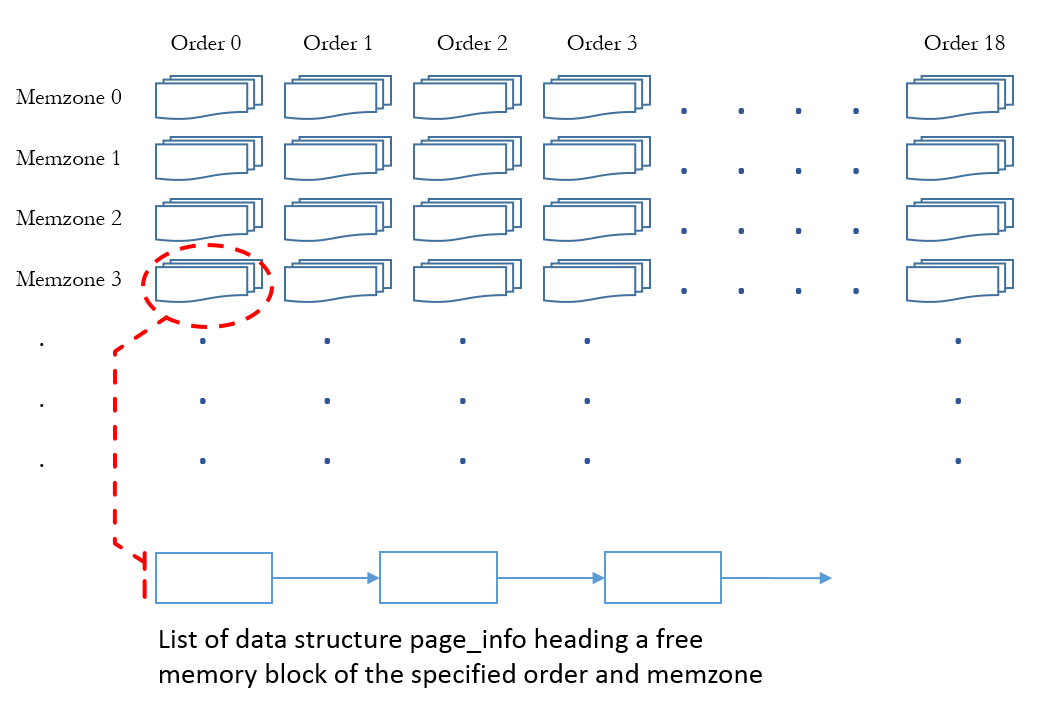 Order 0 Order 1 Order 2 Order 3 Order 18
Memzone 0
Memzone 1
Memzone 2
Memzone 3
List of data structure page_info heading a free
memory block of the specified order and memzone